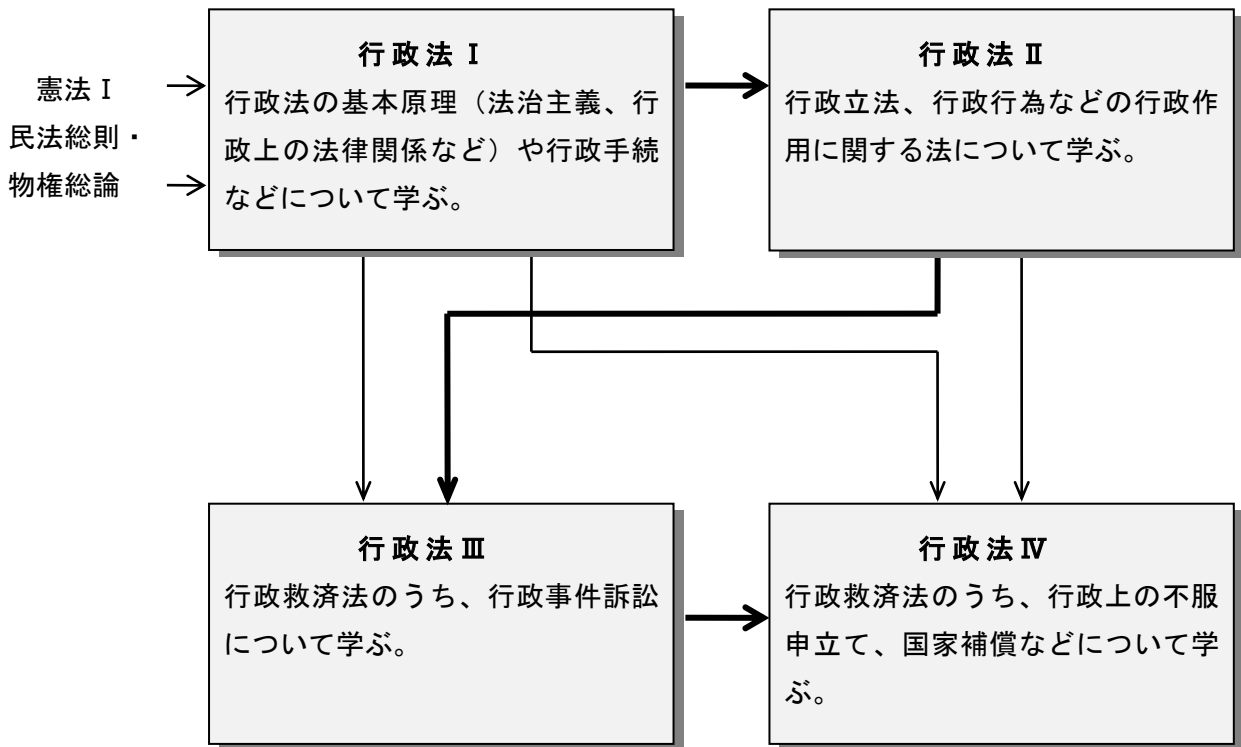 憲法Ⅰ
民法総則・
物権総論
行政法 Ⅰ
行政法の基本原理（法治主義、行
政上の法律関係など）や行政手続
などについて学ぶ。
行政法 Ⅱ
行政立法、行政行為などの行政作
用に関する法について学ぶ。
行政法Ⅲ
行政救済法のうち、行政事件訴訟
について学ぶ。
行政法Ⅳ
行政救済法のうち、行政上の不服
申立て、国家補償などについて学
ぶ。